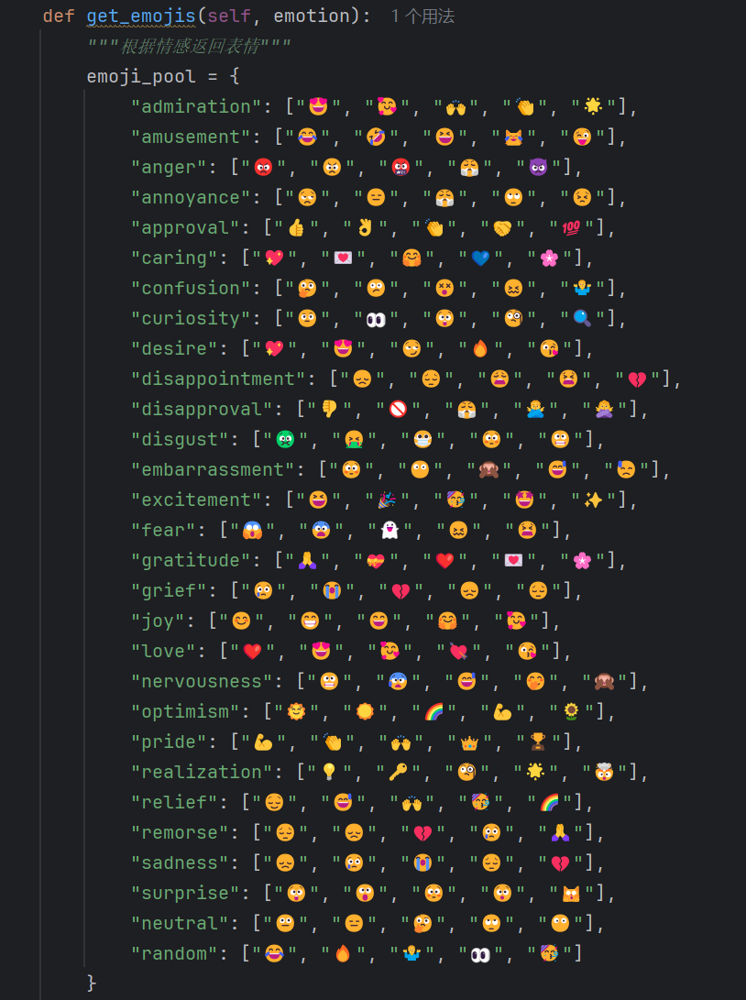 def get_emojis(self, emotion):  1个用法
"""根据情感返回表情"""
emoji_pool = {
"admiration": ["😍", "🥰", "🙌", "👏", "🌟"],
"amusement": ["😂", "🤣", "😆", "😹", "😜"],
"anger": ["😡", "😠", "🤬", "😤", "👿"],
"annoyance": ["😒", "😑", "😤", "🙄", "😣"],
"approval": ["👍", "👌", "👏", "🤝", "💯"],
"caring": ["💖", "💌", "🤗", "💙", "🌸"],
"confusion": ["🤔", "😕", "😵", "😖", "🤷‍♂️"],
"curiosity": ["😳", "👀", "😲", "🧐", "🔍"],
"desire": ["💖", "😍", "😏", "🔥", "😘"],
"disappointment": ["😞", "😔", "😩", "😫", "💔"],
"disapproval": ["👎", "🚫", "😤", "🙅‍♂️", "🙎‍♀️"],
"disgust": ["🤢", "🤮", "😷", "😳", "😬"],
"embarrassment": ["😳", "😶", "🙈", "😅", "😓"],
"excitement": ["😆", "🎉", "🥳", "🤩", "✨"],
"fear": ["😱", "😨", "👻", "😖", "😫"],
"gratitude": ["🙏", "💝", "❤️", "💌", "🌸"],
"grief": ["😢", "😭", "💔", "😞", "😔"],
"joy": ["😊", "😁", "😄", "🤗", "🥰"],
"love": ["❤️", "😍", "🥰", "💘", "😘"],
"nervousness": ["😬", "😰", "😅", "🤭", "🙈"],
"optimism": ["🌞", "☀️", "🌈", "💪", "🌻"],
"pride": ["💪", "👏", "🙌", "👑", "🏆"],
"realization": ["💡", "🔑", "🧐", "🌟", "🤯"],
"relief": ["😌", "😅", "🙌", "🥳", "🌈"],
"remorse": ["😔", "😞", "💔", "😢", "🙏"],
"sadness": ["😞", "😢", "😭", "😔", "💔"],
"surprise": ["😲", "😮", "😳", "😯", "🙀"],
"neutral": ["😐", "😑", "🤔", "🙄", "😶"],
"random": ["😂", "🔥", "🤷‍♂️", "👀", "🥳"]
}